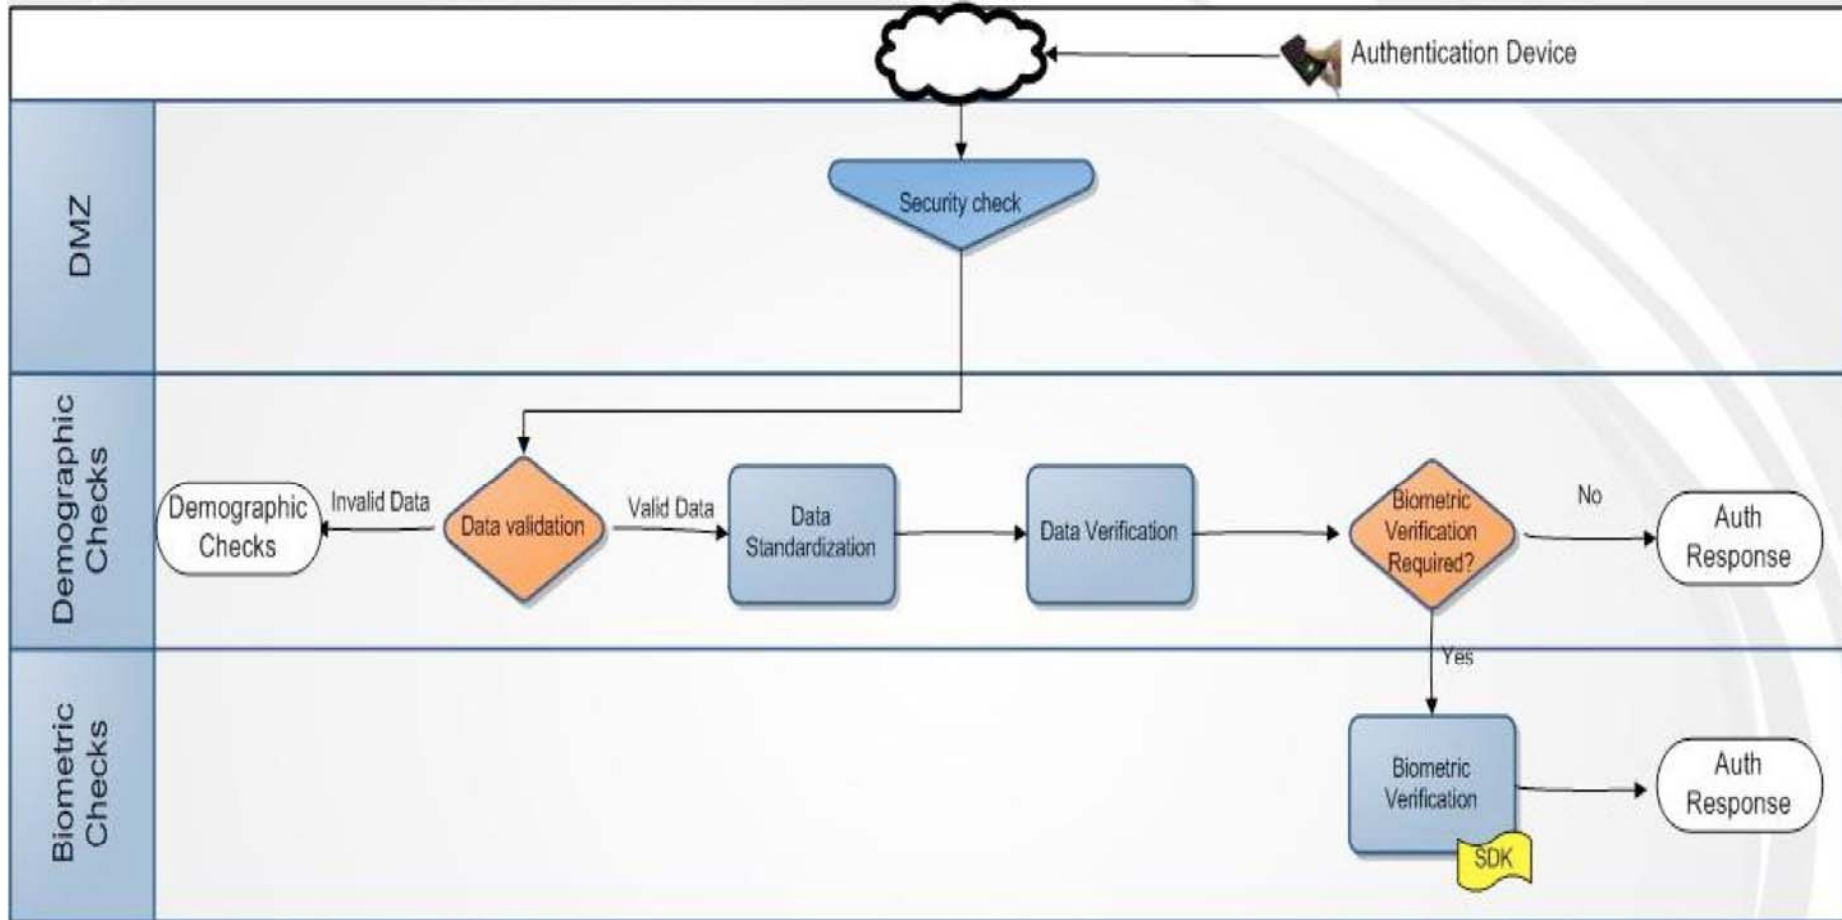 Authentication Device
DMZ
Security check
Demographic
Checks
Demographic
Checks
Invalid Data
Data validation
Valid Data
Data
Standardization
Data Verification
Biometric
Verification
Required?
No
Auth
Response
Yes
Biometric
Checks
Biometric
Verification
SDK
Auth
Response